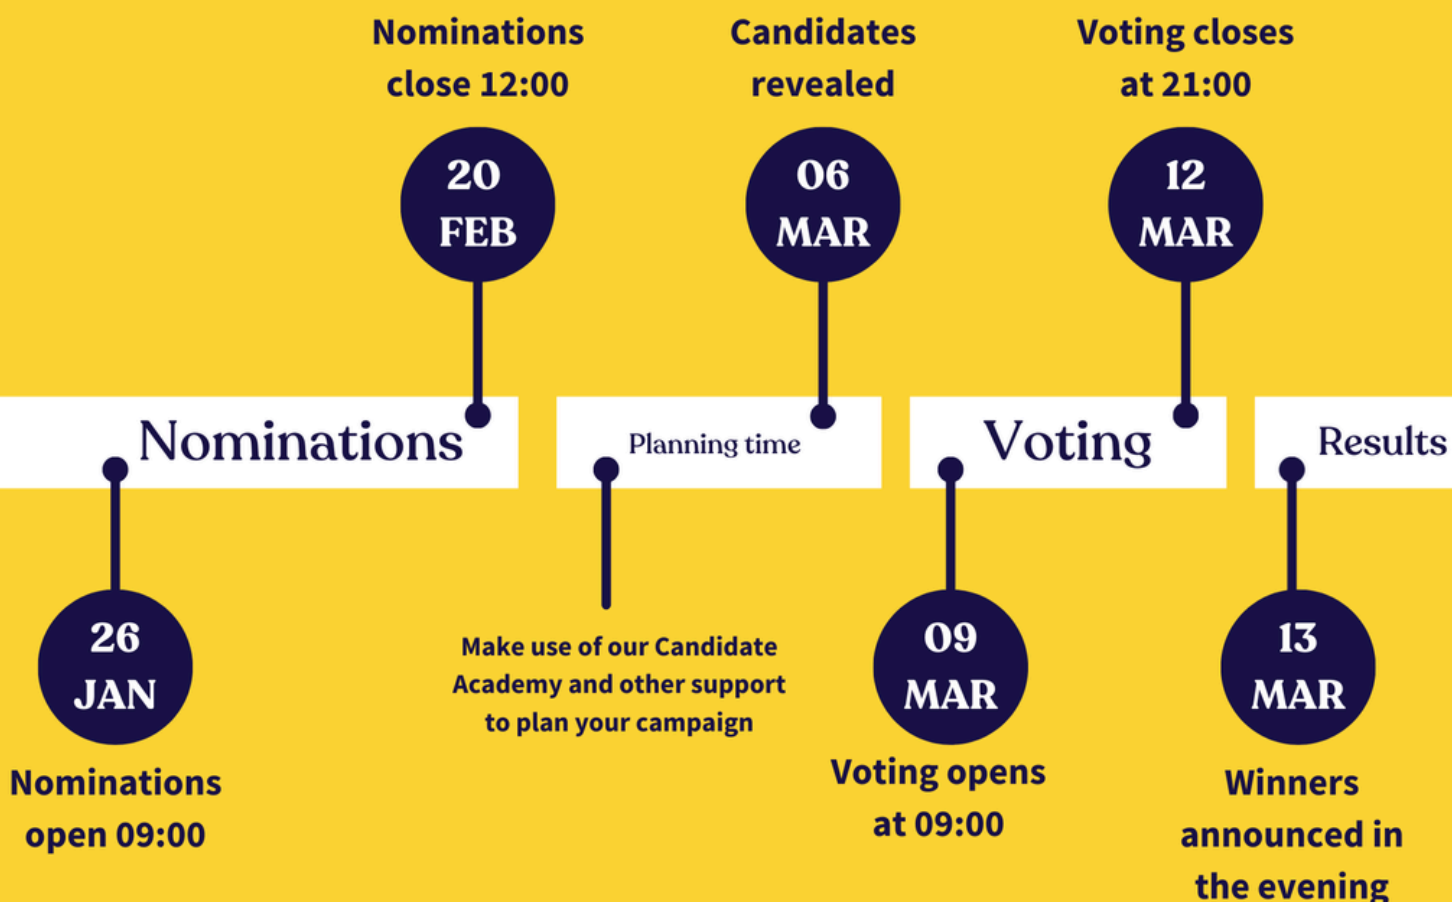 Nominations
close 12:00
Candidates
revealed
Voting closes
at 21:00
20
FEB
06
MAR
12
MAR
Nominations
Planning time
Voting
Results
26
JAN
Nominations
open 09:00
Make use of our Candidate
Academy and other support
to plan your campaign
09
MAR
Voting opens
at 09:00
13
MAR
Winners
announced in
the evening